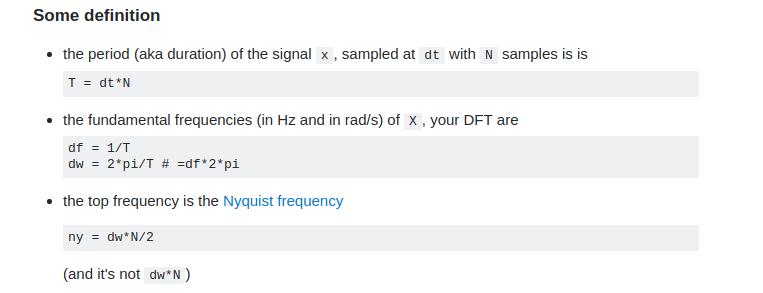 Some definition
• the period (aka duration) of the signal x, sampled at dt with N samples is is
T = dt*N
• the fundamental frequencies (in Hz and in rad/s) of X, your DFT are
df = 1/T
dw = 2*pi/T # =df*2*pi
• the top frequency is the Nyquist frequency
ny = dw*N/2
(and it's not dw*N)